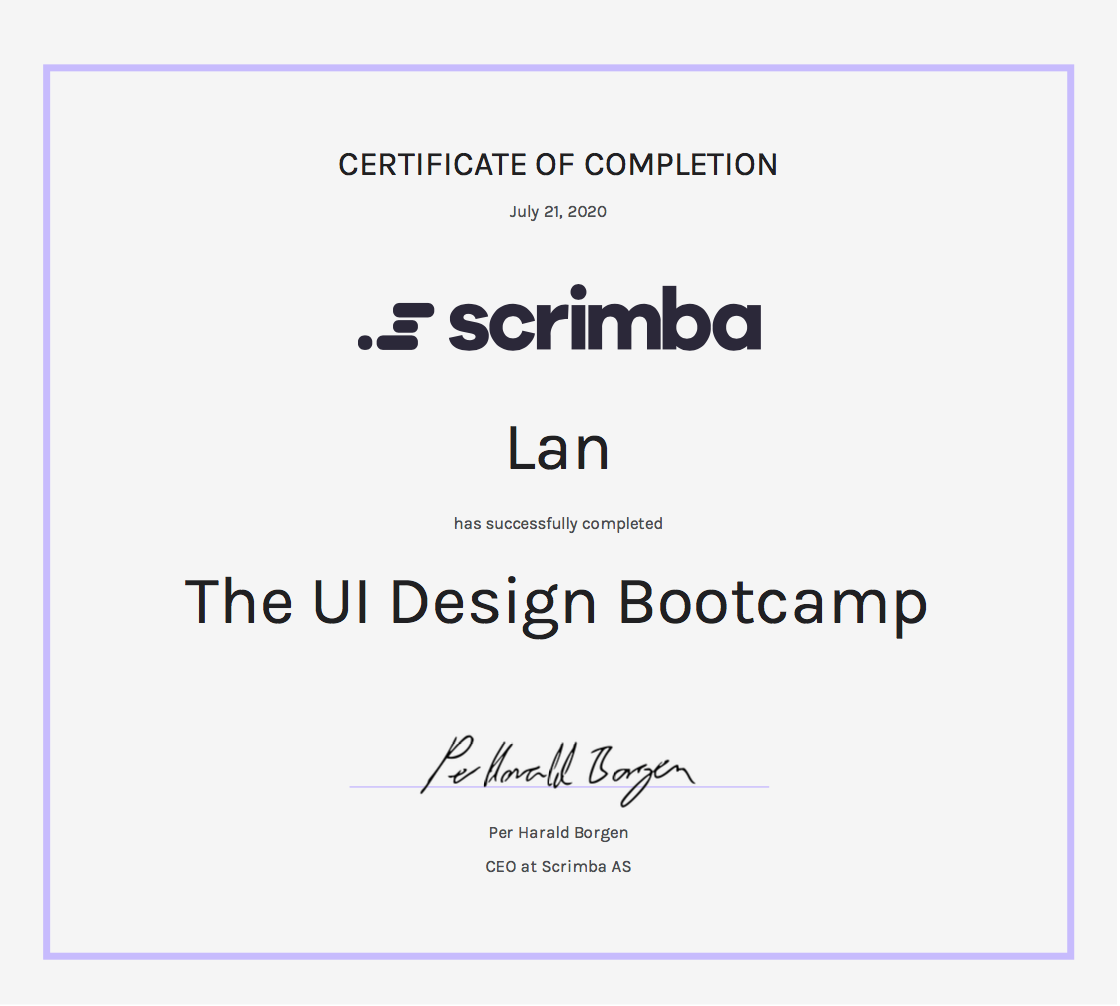 CERTIFICATE OF COMPLETION
July 21, 2020
scrimba
Lan
has successfully completed
The UI Design Bootcamp
Per Harald Borgen
Per Harald Borgen
CEO at Scrimba AS